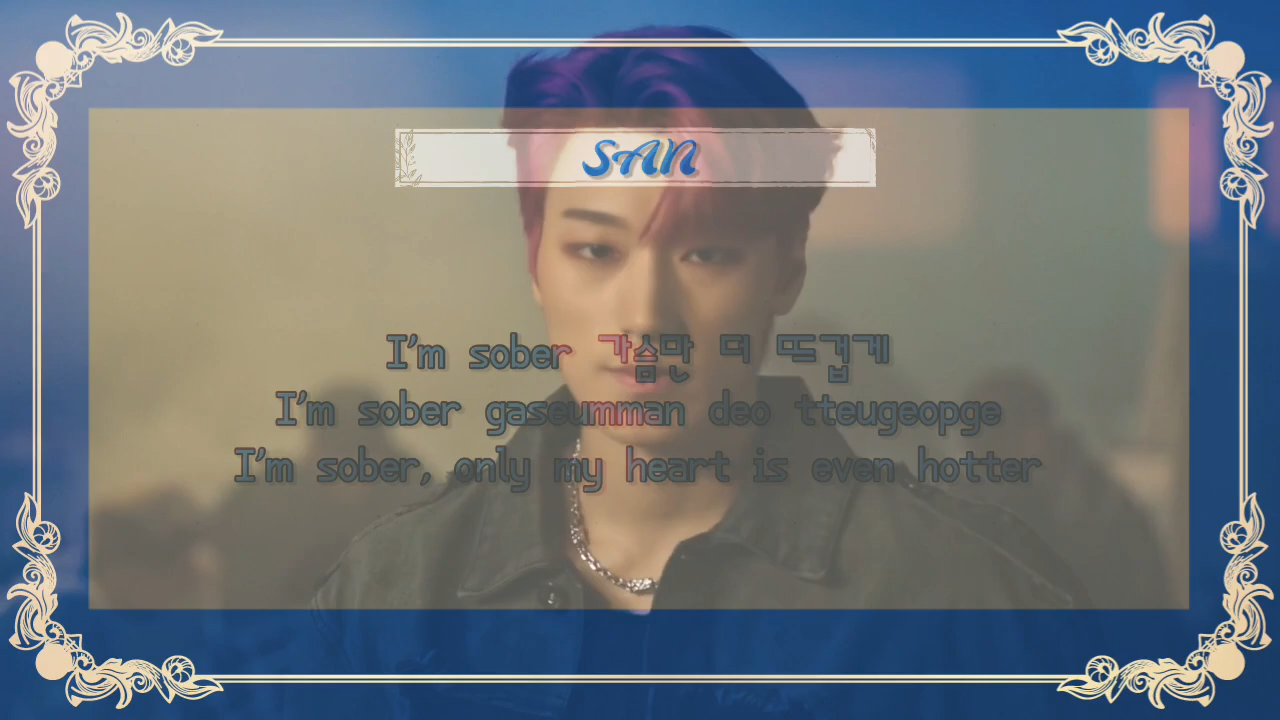 SAN
I'm sober 가슴만 더 뜨겁게
I'm sober gaseumman deo tteugeopge
I'm sober, only my heart is even hotter